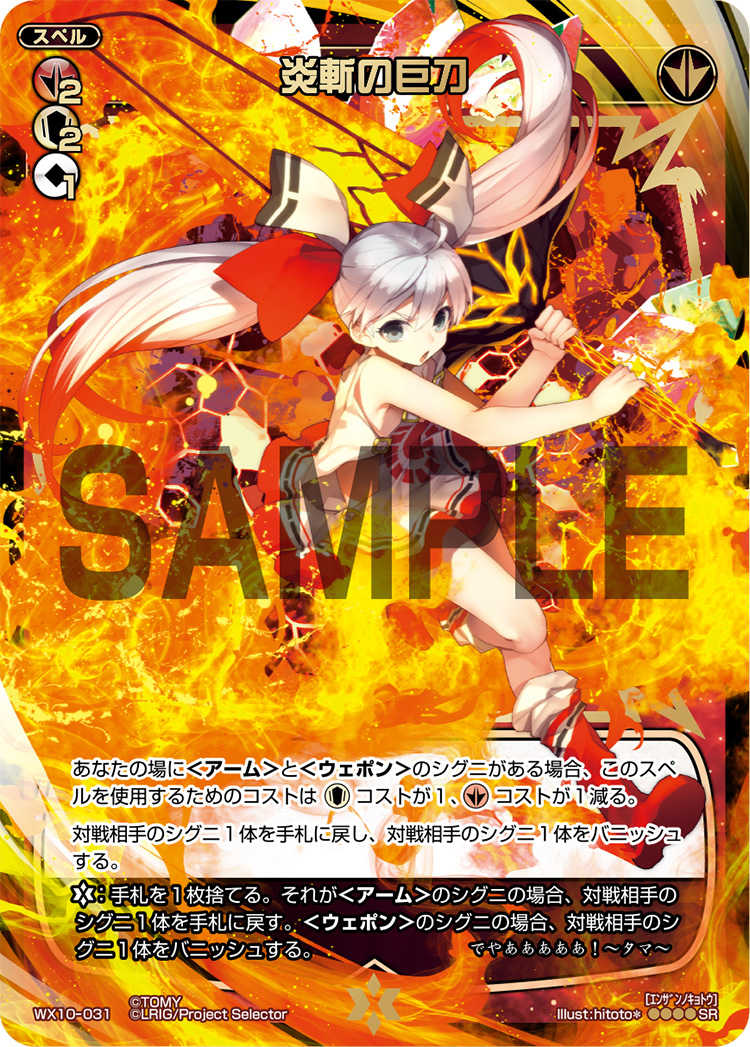 スペル
炎斬の巨刀
2
2
1
SAMPLE
あなたの場に<アーム>と<ウェポン>のシグニがある場合、このスペ
ルを使用するためのコストは コストが1、 コストが1減る。
対戦相手のシグニ1体を手札に戻し、対戦相手のシグニ1体をバニッシュ
する。
:手札を1枚捨てる。それが<アーム>のシグニの場合、対戦相手の
シグニ1体を手札に戻す。<ウェポン>のシグニの場合、対戦相手のシ
グニ1体をバニッシュする。 でやあああああ!~タマ~
WX10-031 ©TOMY
©LRIG/Project Selector
[エンザンノキョトウ]
Illust:hitoto* SR